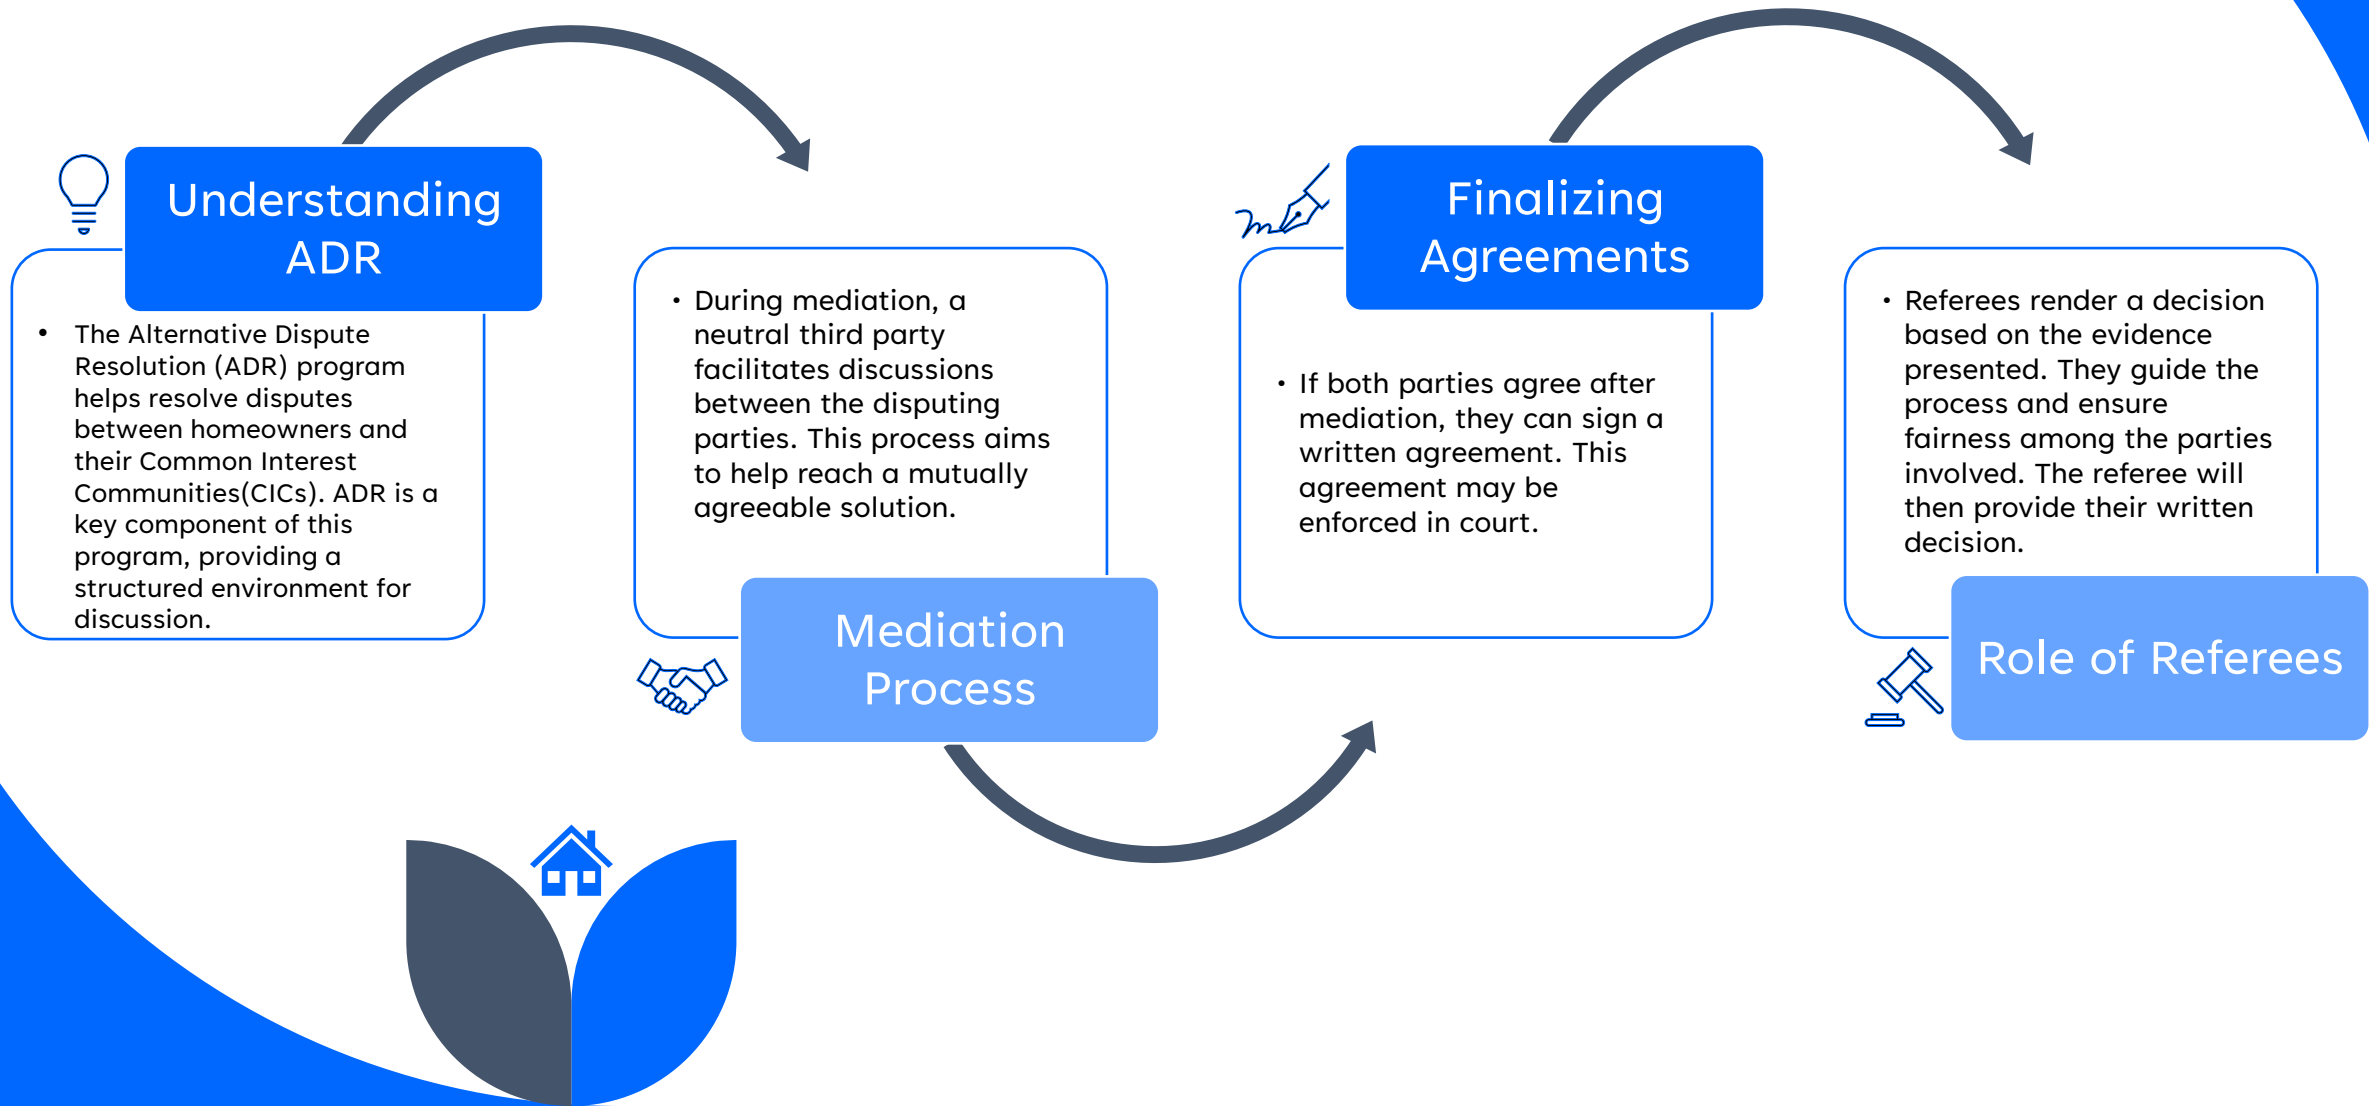 Understanding
ADR
• The Alternative Dispute
Resolution (ADR) program
helps resolve disputes
between homeowners and
their Common Interest
Communities(CICs). ADR is a
key component of this
program, providing a
structured environment for
discussion.
• During mediation, a
neutral third party
facilitates discussions
between the disputing
parties. This process aims
to help reach a mutually
agreeable solution.
Mediation
Process
Finalizing
Agreements
• If both parties agree after
mediation, they can sign a
written agreement. This
agreement may be
enforced in court.
• Referees render a decision
based on the evidence
presented. They guide the
process and ensure
fairness among the parties
involved. The referee will
then provide their written
decision.
Role of Referees